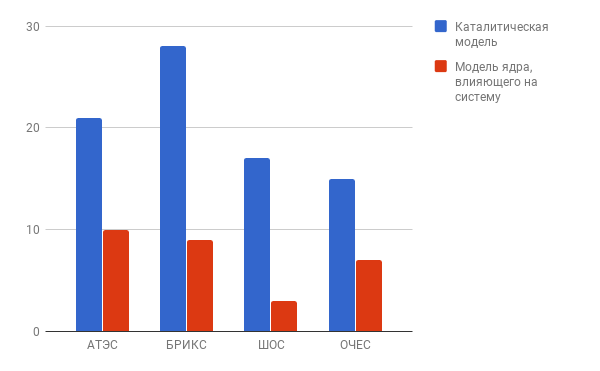 30
20
10
0
АТЭС
БРИКС
ШОС
ОЧЕС
Каталитическая
модель
Модель ядра,
влияющего на
систему